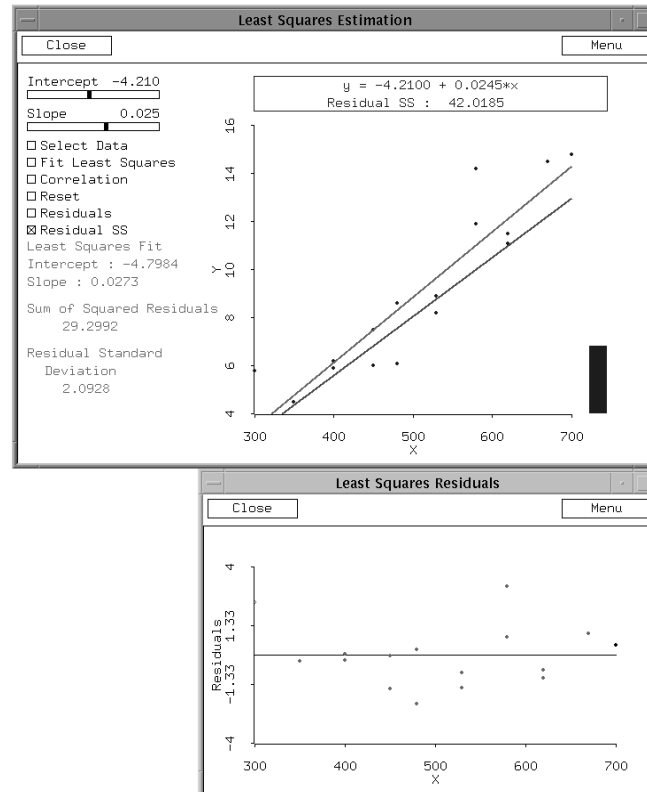 Least Squares Estimation
Close
Menu
Intercept -4.210
Slope 0.025
Select Data
Fit Least Squares
Correlation
Reset
Residuals
Residual SS
Least Squares Fit
Intercept : -4.7984
Slope : 0.0273
Sum of Squared Residuals
29.2992
Residual Standard
Deviation
2.0928
y = -4.2100 + 0.0245*x
Residual SS : 42.0185
16
14
12
10
8
6
4
Y
300 400 500 600 700
X
Least Squares Residuals
Close
Menu
4
1.33
-1.33
-4
Residuals
300 400 500 600 700
X